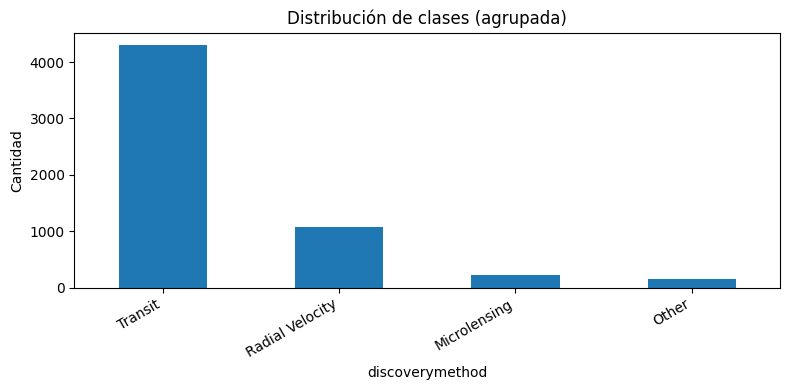 Distribución de clases (agrupada)
Cantidad
4000
3000
2000
1000
0
Transit
Radial Velocity
Microlensing
Other
discoverymethod